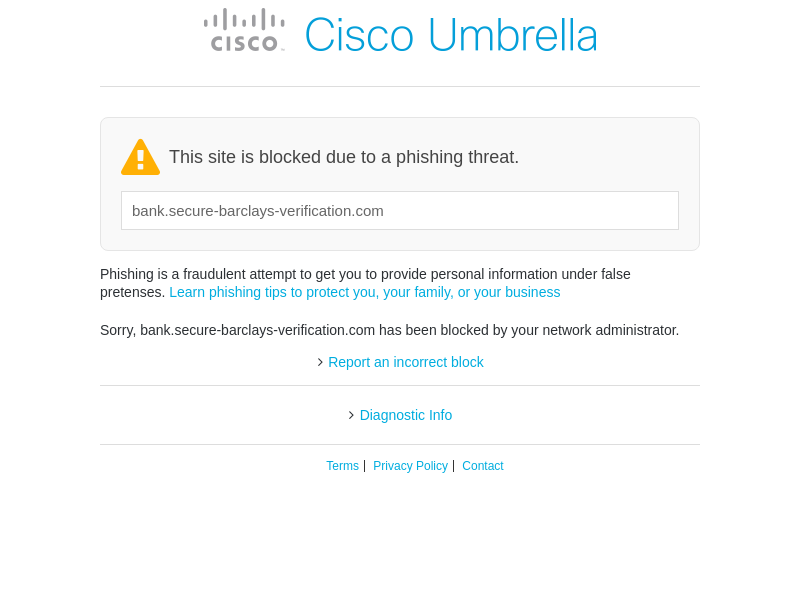 CISCO
Cisco Umbrella
This site is blocked due to a phishing threat.
bank.secure-barclays-verification.com
Phishing is a fraudulent attempt to get you to provide personal information under false
pretenses. Learn phishing tips to protect you, your family, or your business
Sorry, bank.secure-barclays-verification.com has been blocked by your network administrator.
> Report an incorrect block
> Diagnostic Info
Terms | Privacy Policy | Contact